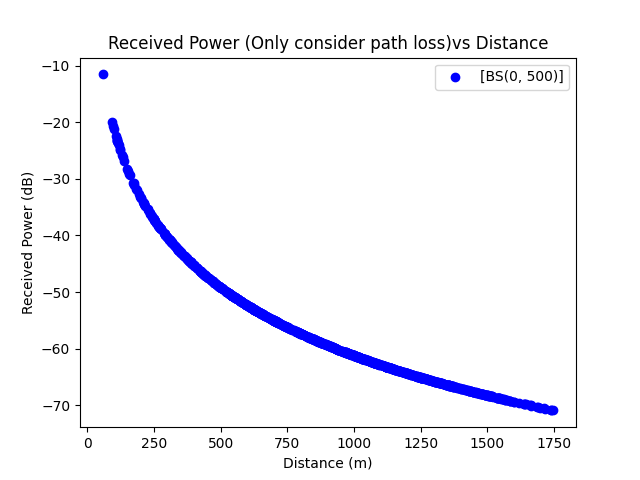 Received Power (Only consider path loss)vs Distance
[BS(0, 500)]
−10
−20
−30
−40
−50
−60
−70
Received Power (dB)
0 250 500 750 1000 1250 1500 1750
Distance (m)